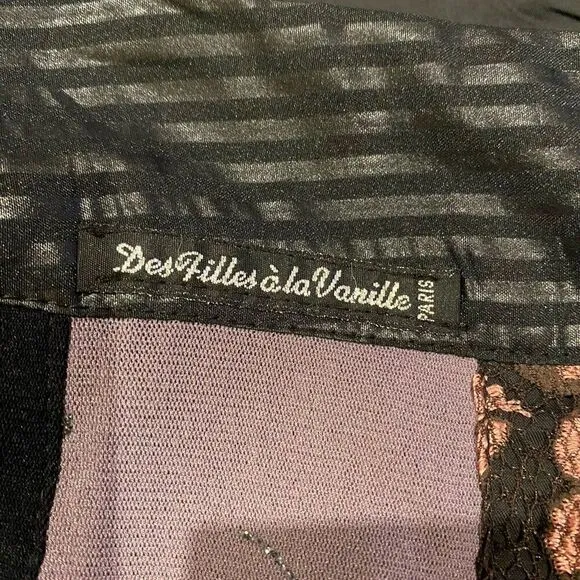 Des Filles à la Vanille
PARIS